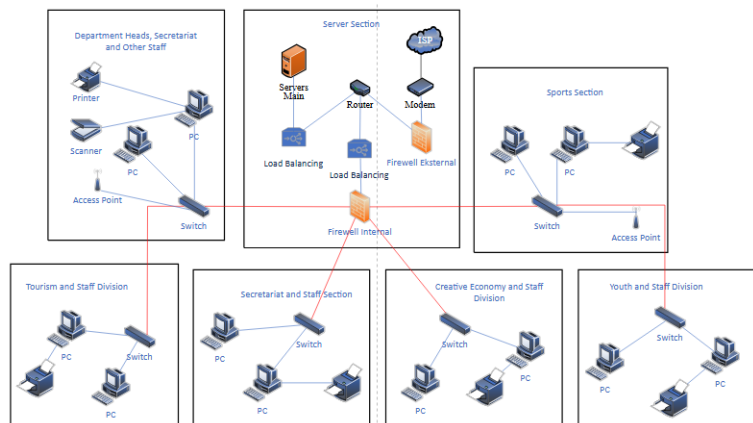 Department Heads, Secretariat
and Other Staff
Printer
PC
Scanner
PC
Access Point
Switch
Server Section
ISP
Servers
Main
Router
Modem
Load Balancing
Firewell Eksternal
Load Balancing
Firewell Internal
Sports Section
PC
PC
Switch
Access Point
Tourism and Staff Division
PC
Switch
PC
Secretariat and Staff Section
PC
Switch
PC
Creative Economy and Staff
Division
Switch
PC
PC
Youth and Staff Division
Switch
PC
PC